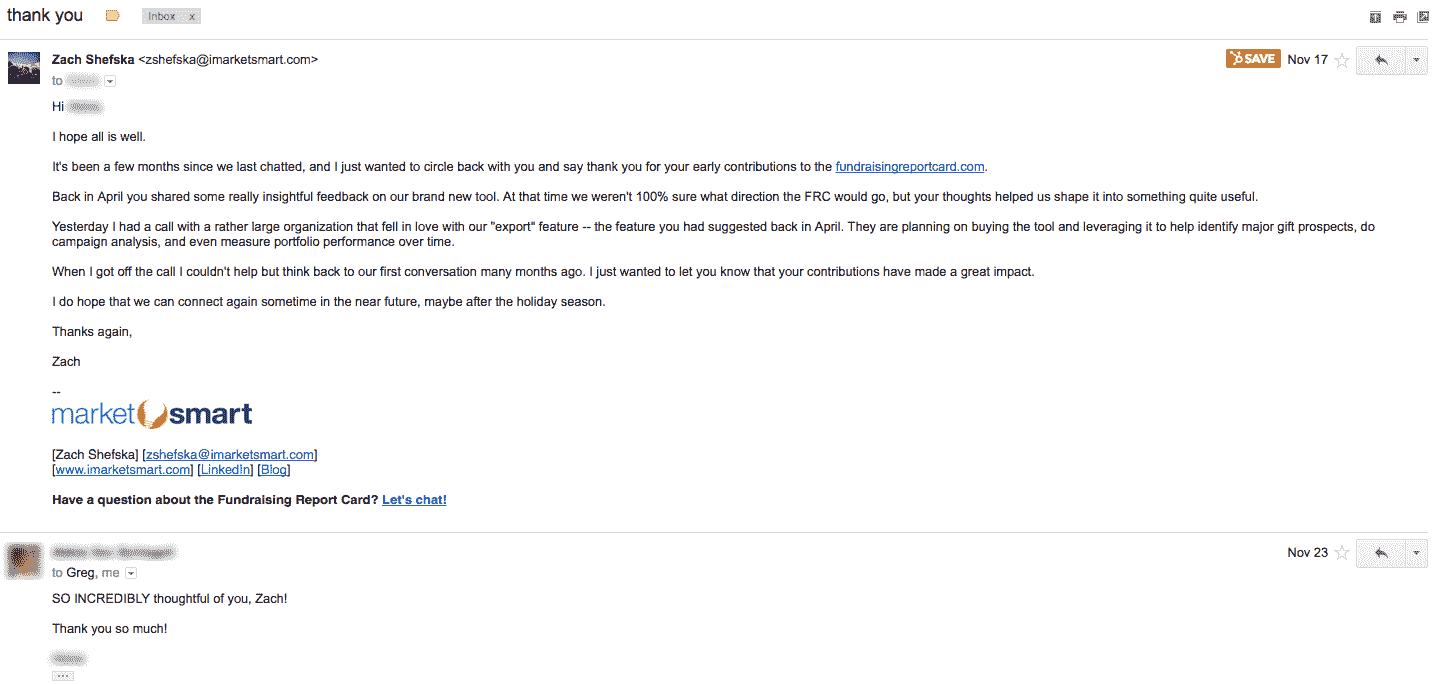 thank you
Inbox x
Zach Shefska <zshefska@imarketsmart.com>
SAVE Nov 17
to
Hi
I hope all is well.
It's been a few months since we last chatted, and I just wanted to circle back with you and say thank you for your early contributions to the fundraisingreportcard.com.
Back in April you shared some really insightful feedback on our brand new tool. At that time we weren't 100% sure what direction the FRC would go, but your thoughts helped us shape it into something quite useful.
Yesterday I had a call with a rather large organization that fell in love with our "export" feature -- the feature you had suggested back in April. They are planning on buying the tool and leveraging it to help identify major gift prospects, do
campaign analysis, and even measure portfolio performance over time.
When I got off the call I couldn't help but think back to our first conversation many months ago. I just wanted to let you know that your contributions have made a great impact.
I do hope that we can connect again sometime in the near future, maybe after the holiday season.
Thanks again,
Zach
--
marketsmart
[Zach Shefska] [zshefska@imarketsmart.com]
[www.imarketsmart.com] [LinkedIn] [Blog]
Have a question about the Fundraising Report Card? Let's chat!
Nov 23
to Greg, me
SO INCREDIBLY thoughtful of you, Zach!
Thank you so much!